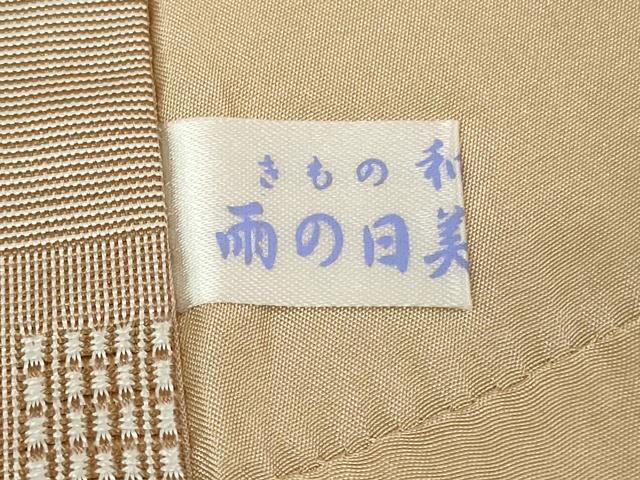 きもの 和
雨の日美